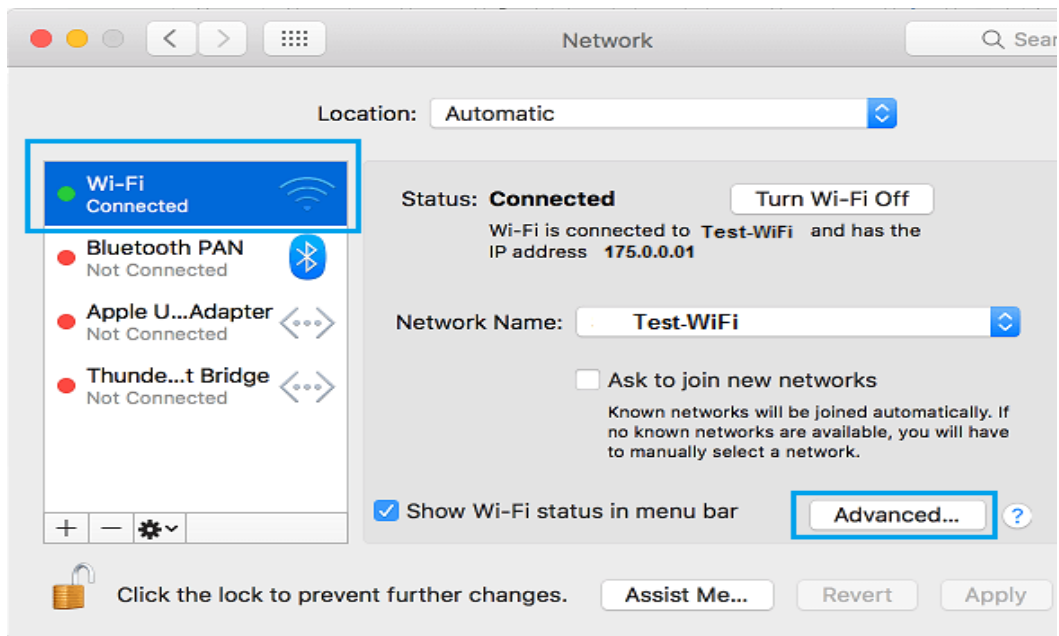 Network
Sear
Location: Automatic
Wi-Fi
Connected
Bluetooth PAN
Not Connected
Apple U...Adapter
Not Connected
Thunde...t Bridge
Not Connected
Status: Connected
Turn Wi-Fi Off
Wi-Fi is connected to Test-WiFi and has the
IP address 175.0.0.01
Network Name: Test-WiFi
Ask to join new networks
Known networks will be joined automatically. If
no known networks are available, you will have
to manually select a network.
Show Wi-Fi status in menu bar
Advanced...
?
Click the lock to prevent further changes.
Assist Me...
Revert
Apply